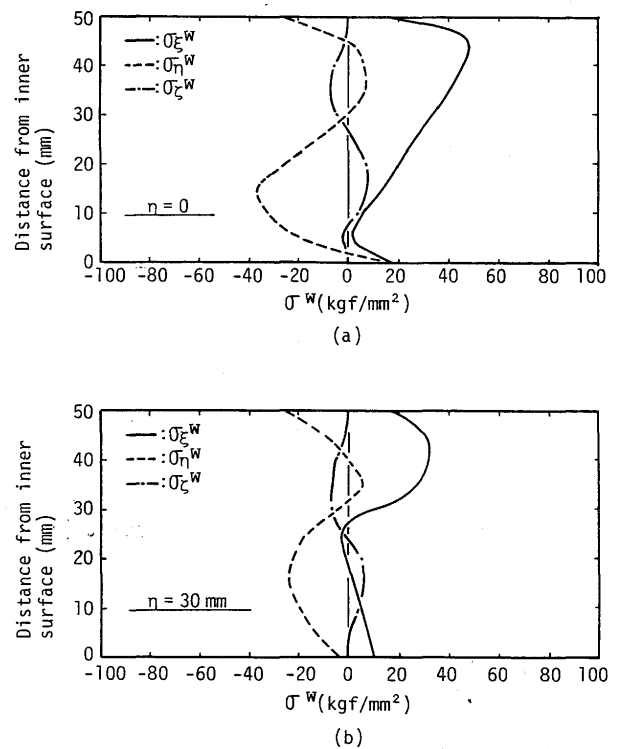 50
40
30
20
10
0
Distance from inner
surface (mm)
—:σξᵂ
---:ση ᵂ
—-—:σζᵂ
η = 0
-100 -80 -60 -40 -20 0 20 40 60 80 100
σᵂ(kgf/mm²)
(a)
50
40
30
20
10
0
Distance from inner
surface (mm)
—:σξᵂ
---:σηᵂ
—-—:σζᵂ
η = 30 mm
-100 -80 -60 -40 -20 0 20 40 60 80 100
σᵂ(kgf/mm²)
(b)